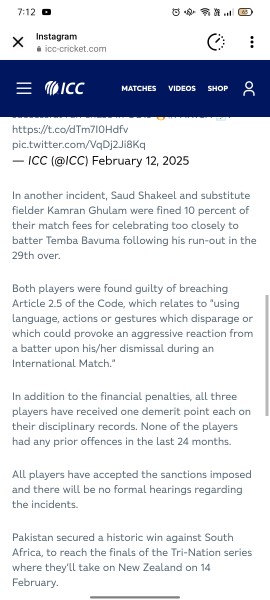 7:12
Instagram
icc-cricket.com
ICC
MATCHES VIDEOS SHOP
https://t.co/dTm7I0Hdfv
pic.twitter.com/VqDj2Ji8Kq
— ICC (@ICC) February 12, 2025
In another incident, Saud Shakeel and substitute
fielder Kamran Ghulam were fined 10 percent of
their match fees for celebrating too closely to
batter Temba Bavuma following his run-out in the
29th over.
Both players were found guilty of breaching
Article 2.5 of the Code, which relates to "using
language, actions or gestures which disparage or
which could provoke an aggressive reaction from
a batter upon his/her dismissal during an
International Match."
In addition to the financial penalties, all three
players have received one demerit point each on
their disciplinary records. None of the players
had any prior offences in the last 24 months.
All players have accepted the sanctions imposed
and there will be no formal hearings regarding
the incidents.
Pakistan secured a historic win against South
Africa, to reach the finals of the Tri-Nation series
where they'll take on New Zealand on 14
February.